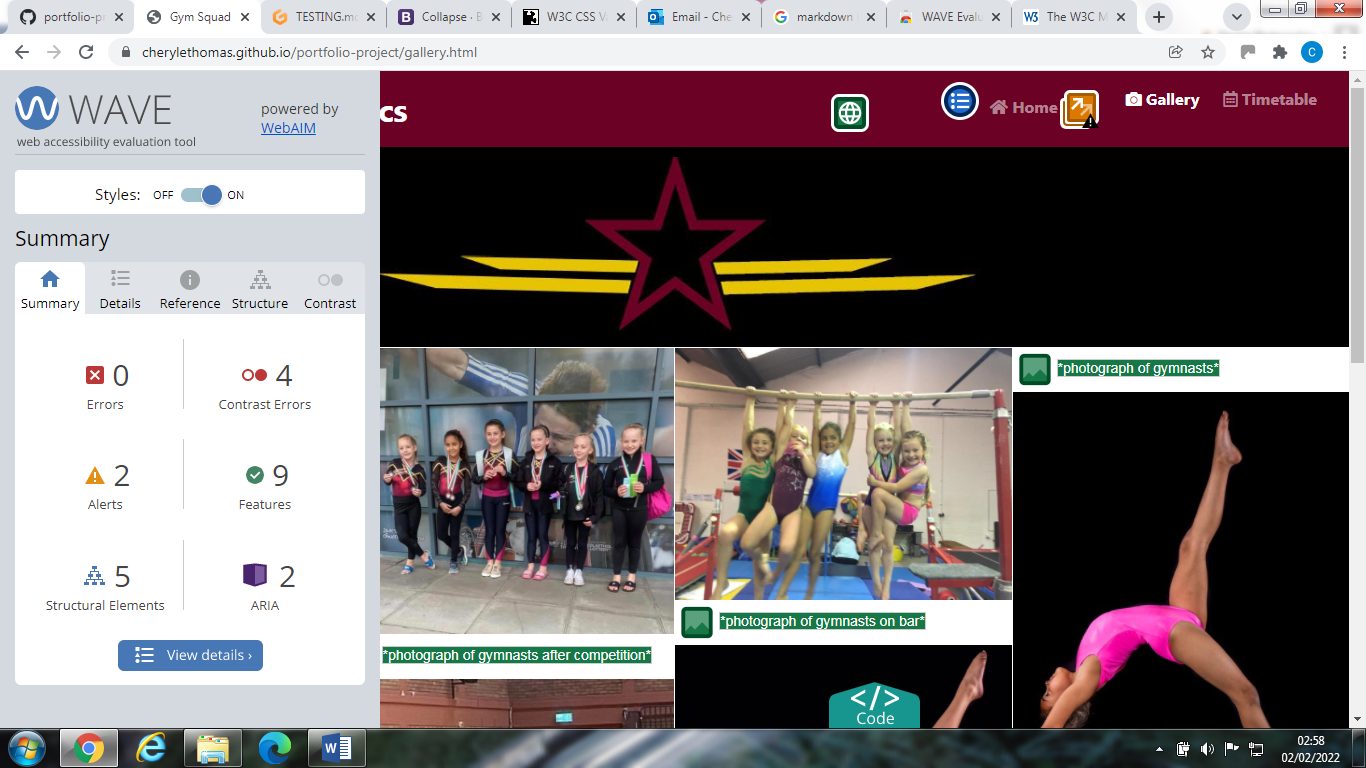 portfolio-p
Gym Squad
TESTING.m
Collapse · B
W3C CSS V
Email - Che
markdown
WAVE Evalu
The W3C M
cherylethomas.github.io/portfolio-project/gallery.html
C
WAVE
web accessibility evaluation tool
powered by
WebAIM
Styles: OFF ON
Summary
Summary Details Reference Structure Contrast
0
Errors
4
Contrast Errors
2
Alerts
9
Features
5
Structural Elements
2
ARIA
View details ›
cs
Home
Gallery
Timetable
*photograph of gymnasts*
*photograph of gymnasts on bar*
*photograph of gymnasts after competition*
</>
Code
02:58
02/02/2022